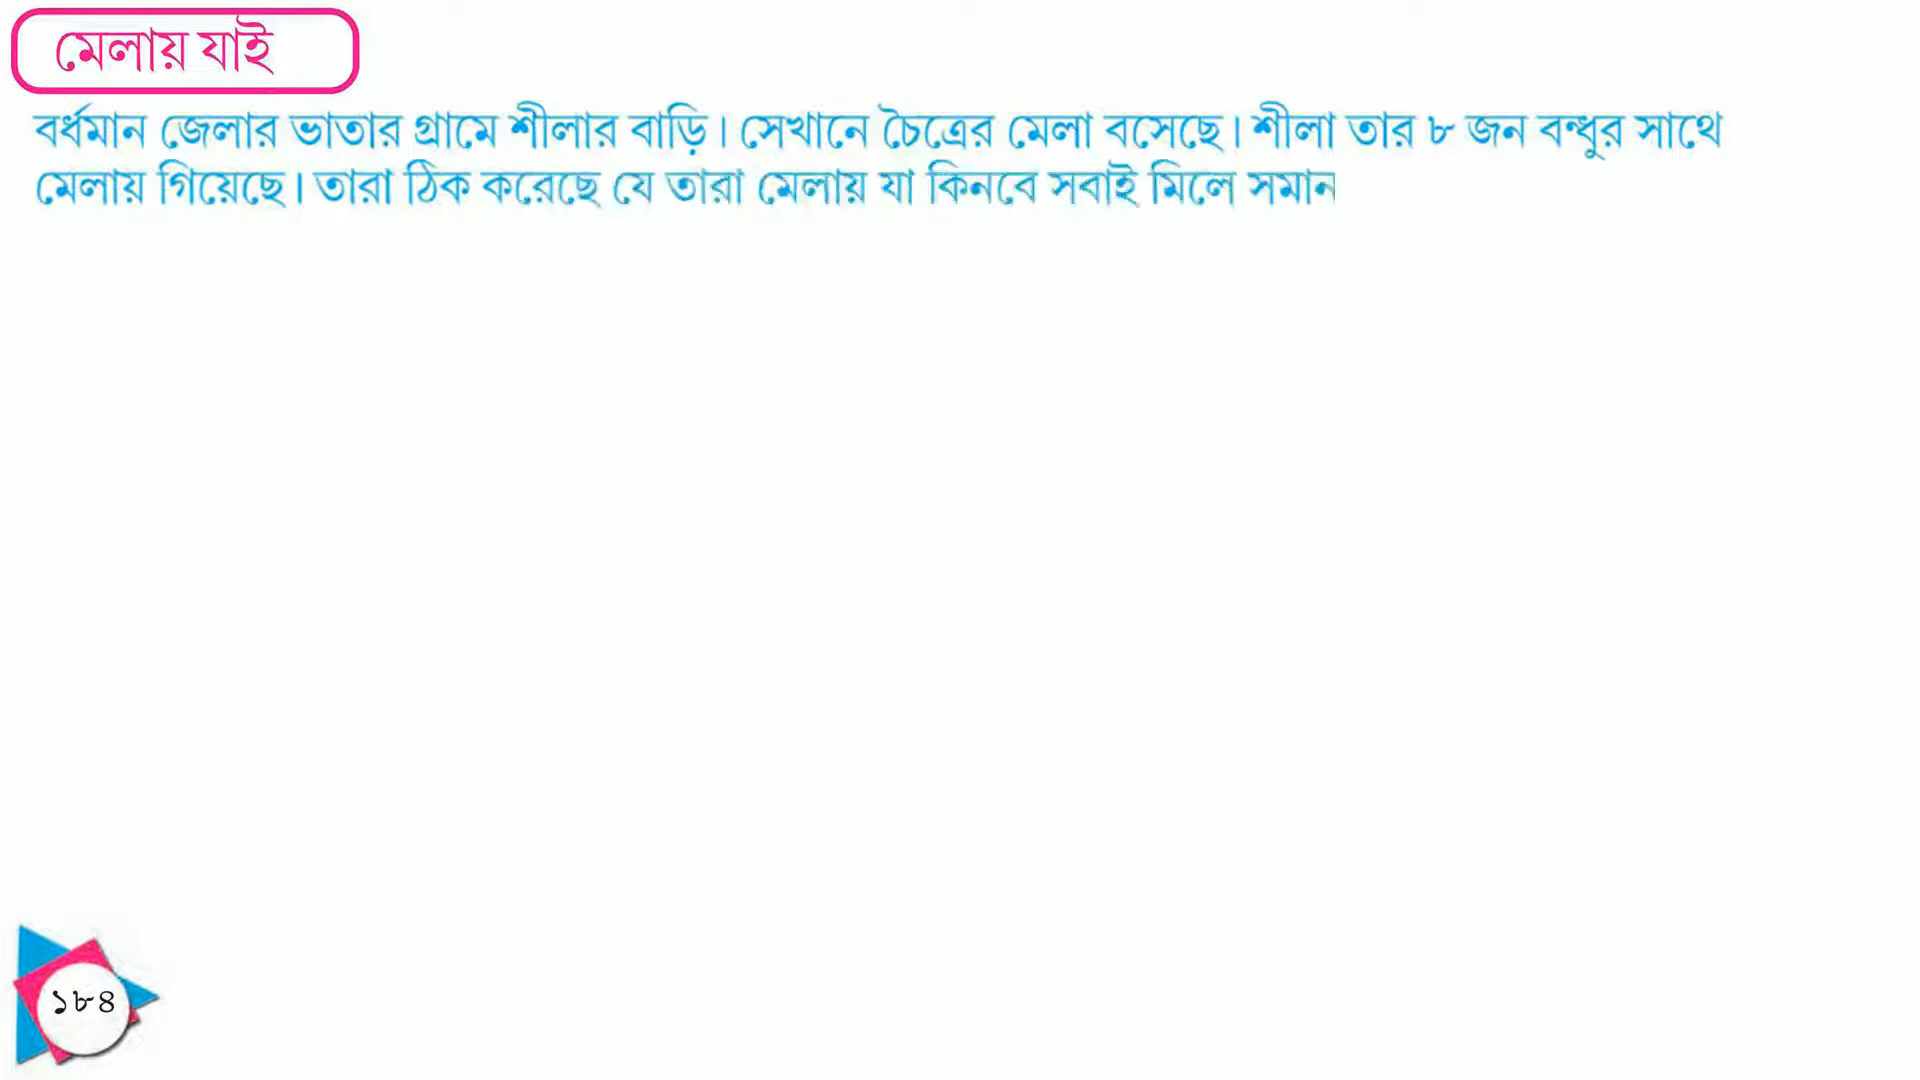 মেলায় যাই
বর্ধমান জেলার ভাতার গ্রামে শীলার বাড়ি। সেখানে চৈত্রের মেলা বসেছে। শীলা তার ৮ জন বন্ধুর সাথে
মেলায় গিয়েছে। তারা ঠিক করেছে যে তারা মেলায় যা কিনবে সবাই মিলে সমান
১৮৪